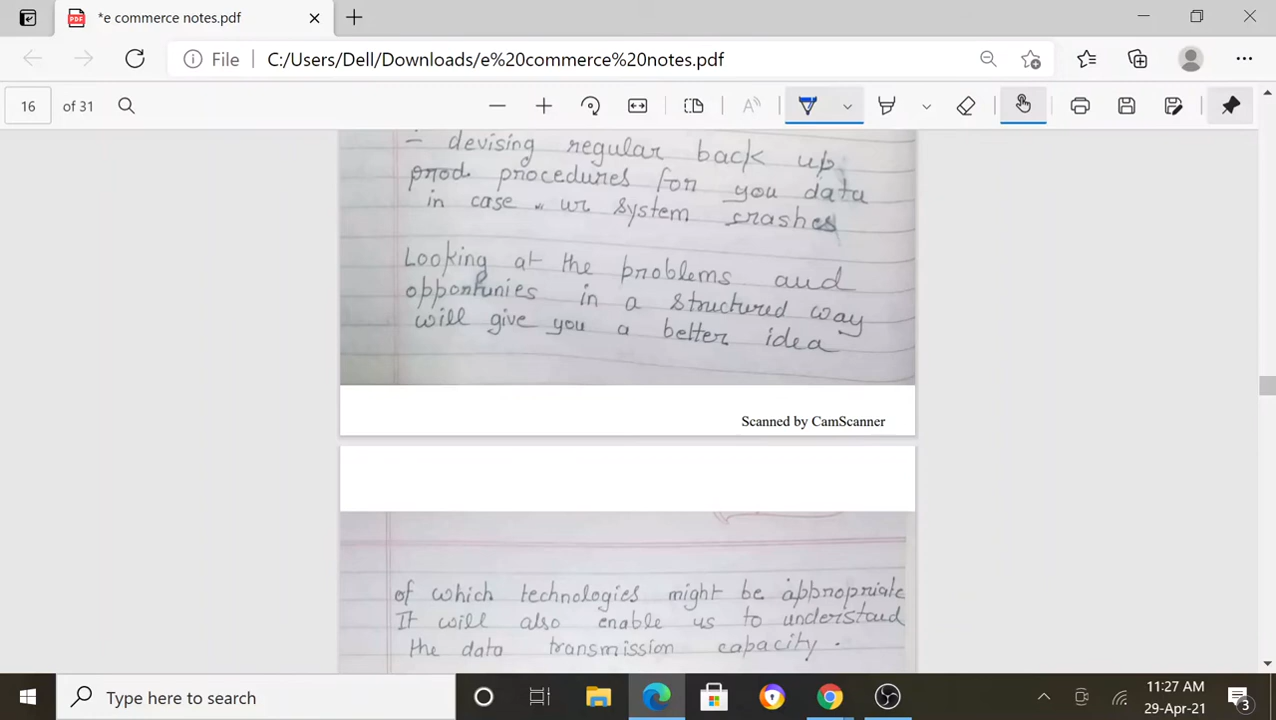 *e commerce notes.pdf
File C:/Users/Dell/Downloads/e%20commerce%20notes.pdf
16 of 31
- devising regular back up
prod. procedures for you data
in case . ur system crashes
Looking at the problems and
opportunies in a structured way
will give you a better idea
Scanned by CamScanner
of which technologies might be appropriate
It will also enable us to understand
the data transmission capacity .
Type here to search
11:27 AM
29-Apr-21
3